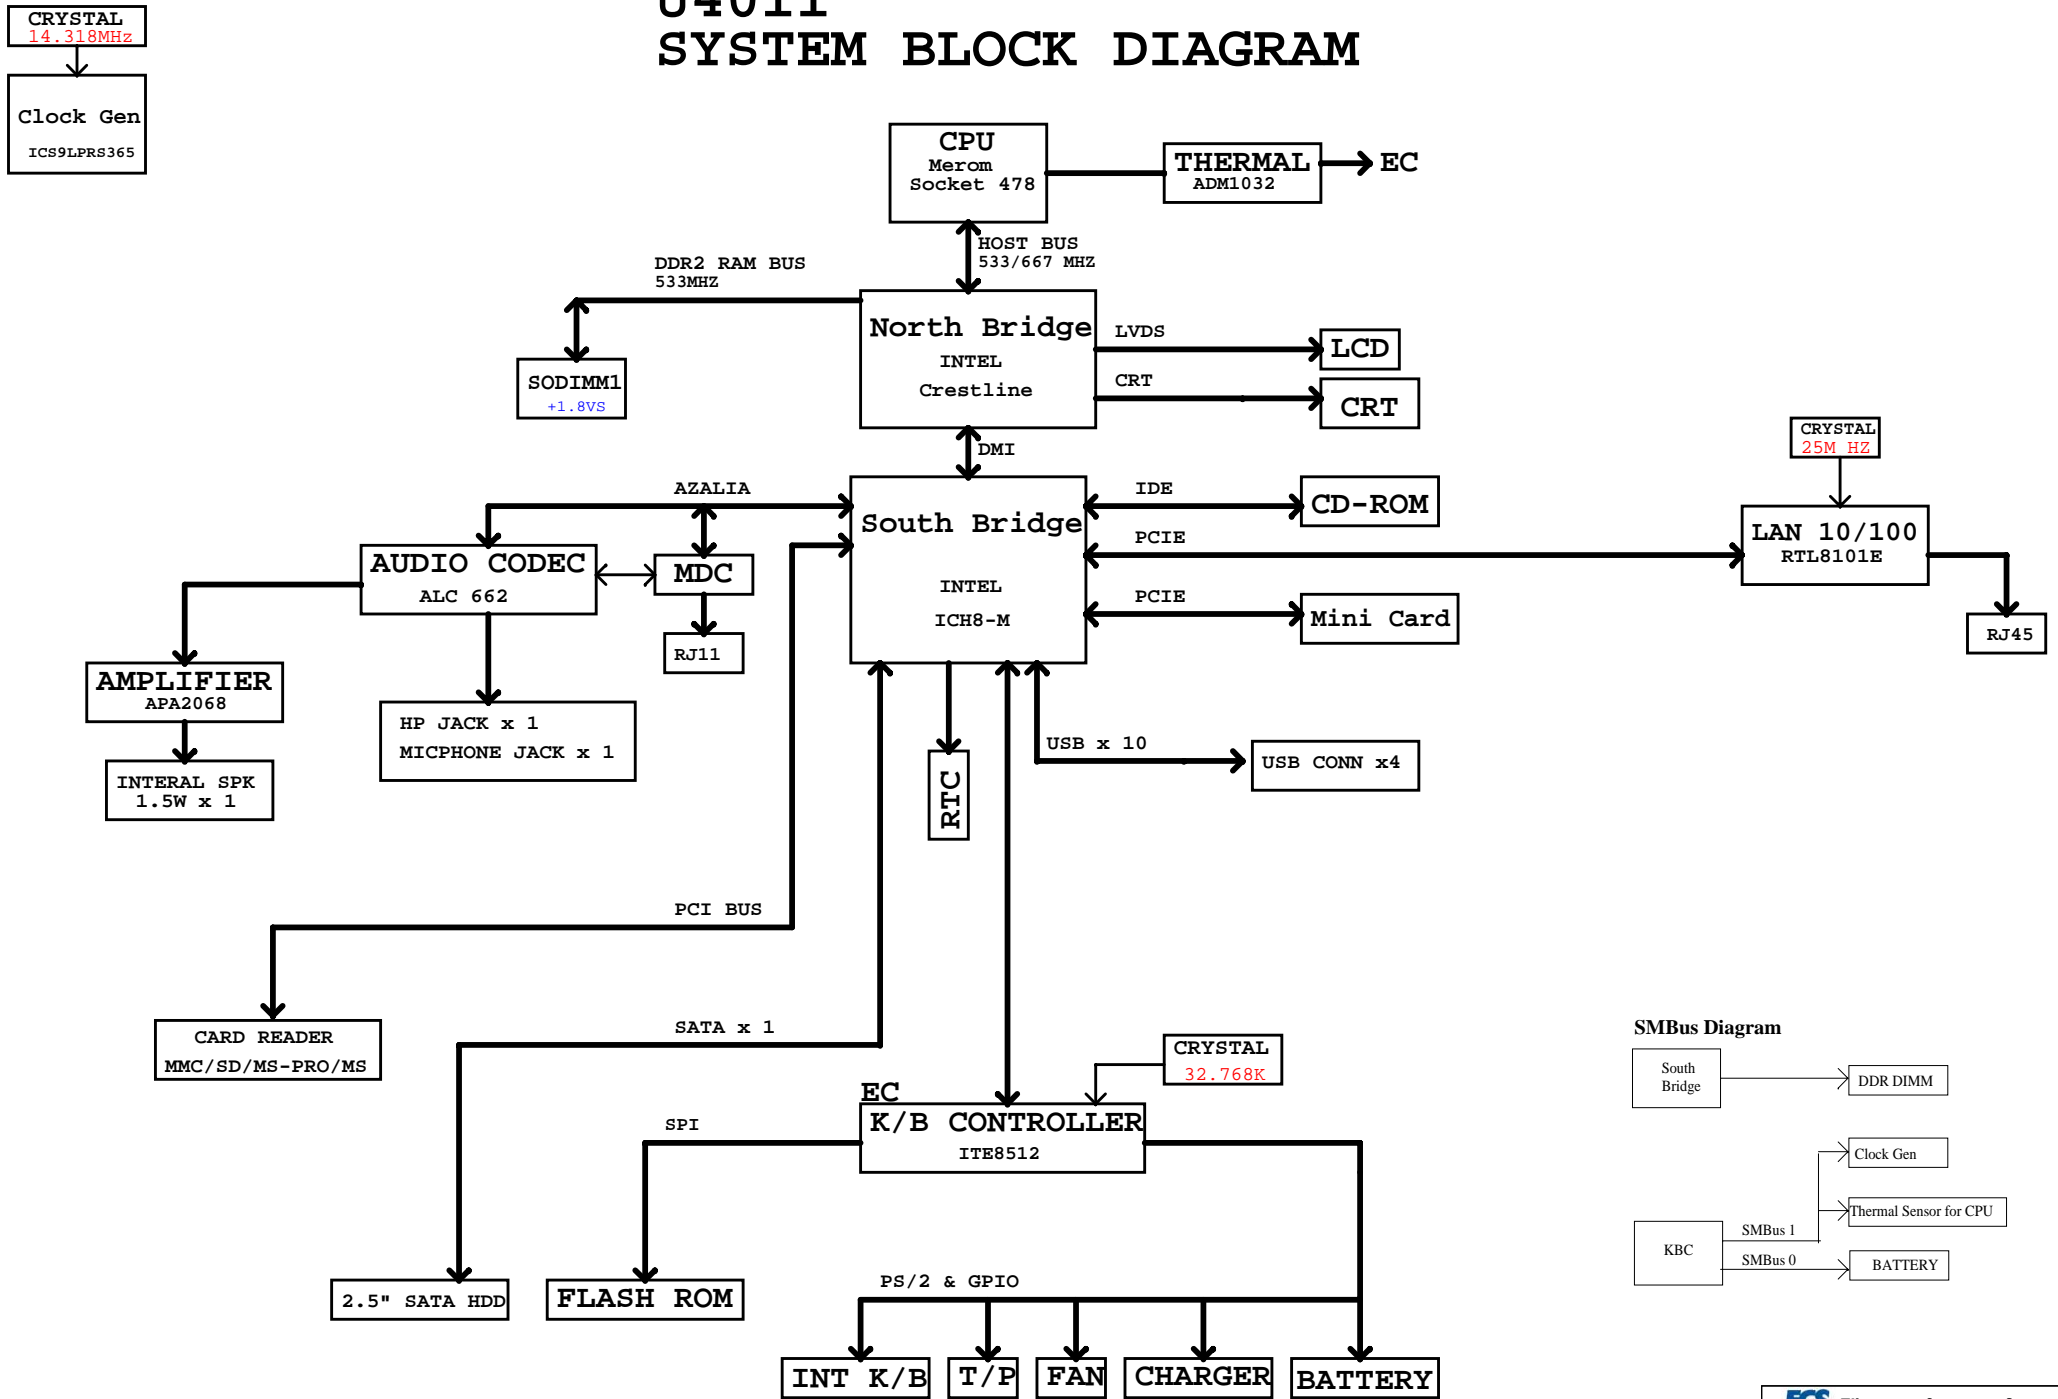 U4011
SYSTEM BLOCK DIAGRAM
CRYSTAL
14.318MHz
Clock Gen
ICS9LPRS365
CPU
Merom
Socket 478
THERMAL
ADM1032
EC
HOST BUS
533/667 MHZ
DDR2 RAM BUS
533MHZ
North Bridge
INTEL
Crestline
LVDS
LCD
CRT
CRT
SODIMM1
+1.8VS
DMI
CRYSTAL
25M HZ
AZALIA
South Bridge
INTEL
ICH8-M
IDE
CD-ROM
PCIE
LAN 10/100
RTL8101E
PCIE
Mini Card
RJ45
AUDIO CODEC
ALC 662
MDC
RJ11
AMPLIFIER
APA2068
HP JACK x 1
MICPHONE JACK x 1
INTERAL SPK
1.5W x 1
RTC
USB x 10
USB CONN x4
PCI BUS
CARD READER
MMC/SD/MS-PRO/MS
SATA x 1
CRYSTAL
32.768K
EC
K/B CONTROLLER
ITE8512
SPI
2.5" SATA HDD
FLASH ROM
PS/2 & GPIO
INT K/B
T/P
FAN
CHARGER
BATTERY
SMBus Diagram
South
Bridge
DDR DIMM
Clock Gen
Thermal Sensor for CPU
KBC
SMBus 1
SMBus 0
BATTERY
ECS